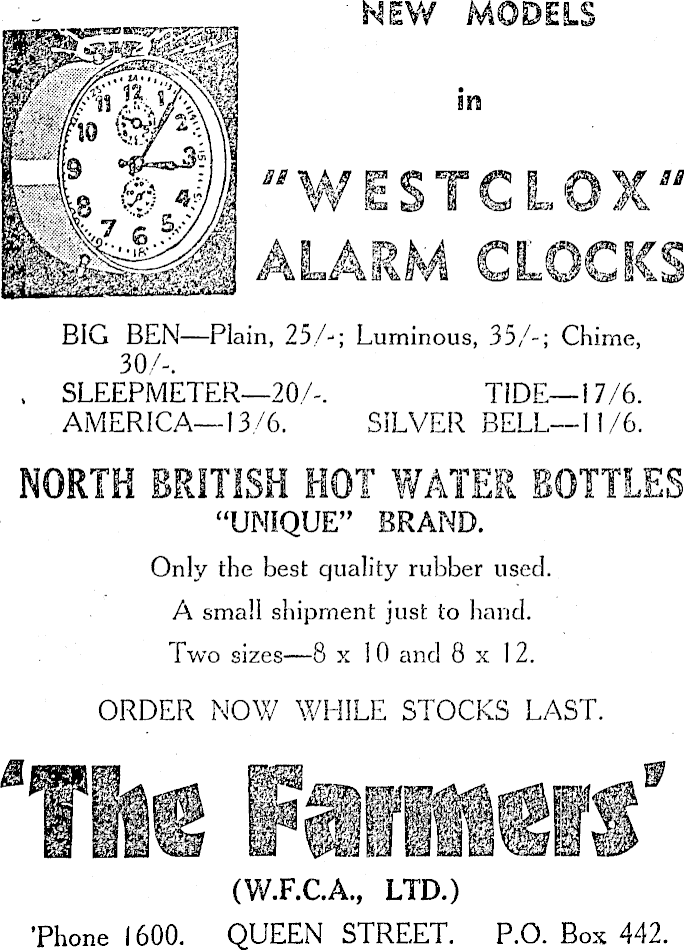 NEW MODELS
in
"WESTCLOX"
ALARM CLOCKS
BIG BEN—Plain, 25/-; Luminous, 35/-; Chime,
30/-.
SLEEPMETER—20/-. TIDE—17/6.
AMERICA—13/6. SILVER BELL—11/6.
NORTH BRITISH HOT WATER BOTTLES
"UNIQUE" BRAND.
Only the best quality rubber used.
A small shipment just to hand.
Two sizes—8 x 10 and 8 x 12.
ORDER NOW WHILE STOCKS LAST.
'The Farmers'
(W.F.C.A., LTD.)
'Phone 1600. QUEEN STREET. P.O. Box 442.